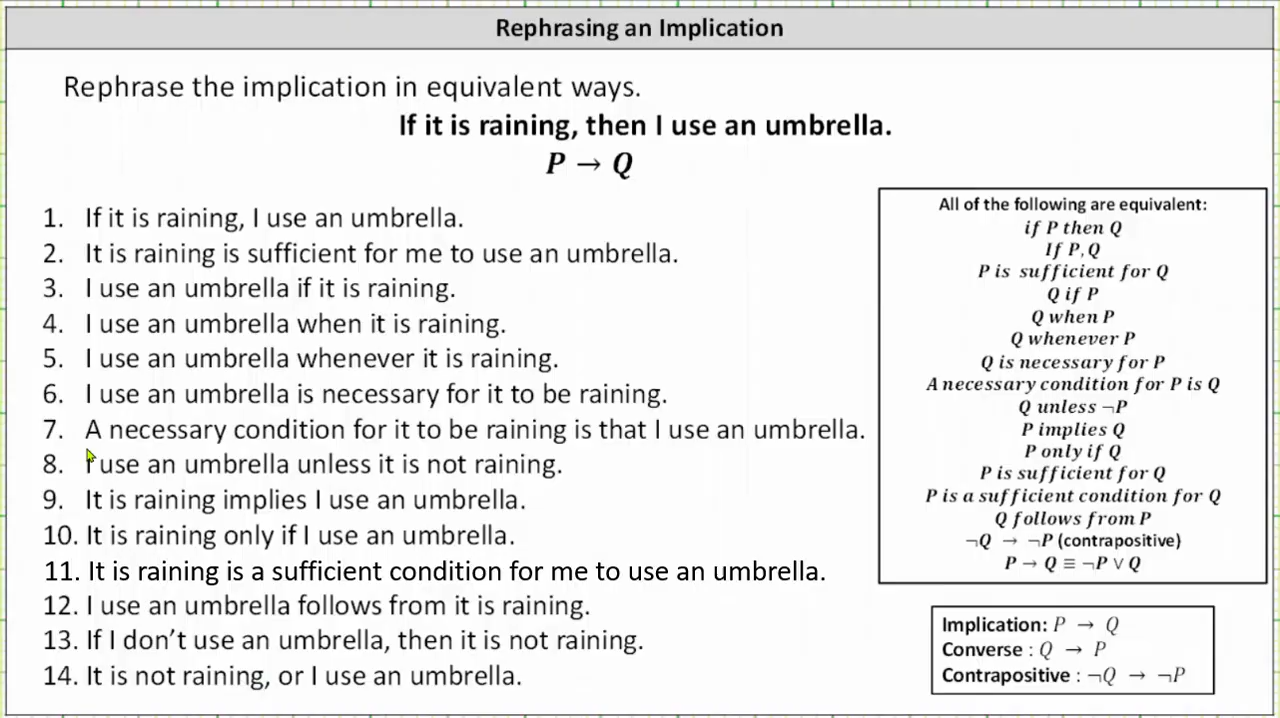 Rephrasing an Implication
Rephrase the implication in equivalent ways.
If it is raining, then I use an umbrella.
P → Q
1. If it is raining, I use an umbrella.
2. It is raining is sufficient for me to use an umbrella.
3. I use an umbrella if it is raining.
4. I use an umbrella when it is raining.
5. I use an umbrella whenever it is raining.
6. I use an umbrella is necessary for it to be raining.
7. A necessary condition for it to be raining is that I use an umbrella.
8. I use an umbrella unless it is not raining.
9. It is raining implies I use an umbrella.
10. It is raining only if I use an umbrella.
11. It is raining is a sufficient condition for me to use an umbrella.
12. I use an umbrella follows from it is raining.
13. If I don’t use an umbrella, then it is not raining.
14. It is not raining, or I use an umbrella.
All of the following are equivalent:
if P then Q
If P, Q
P is sufficient for Q
Q if P
Q when P
Q whenever P
Q is necessary for P
A necessary condition for P is Q
Q unless ¬P
P implies Q
P only if Q
P is sufficient for Q
P is a sufficient condition for Q
Q follows from P
¬Q → ¬P (contrapositive)
P → Q ≡ ¬P ∨ Q
Implication: P → Q
Converse : Q → P
Contrapositive : ¬Q → ¬P